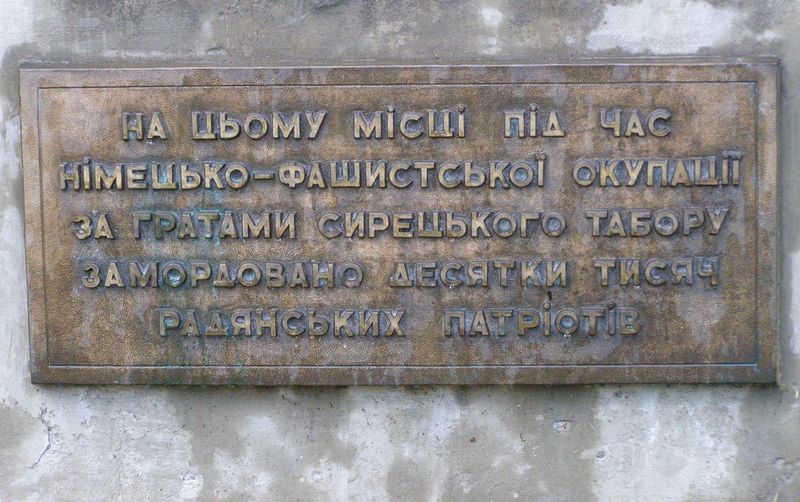 НА ЦЬОМУ МІСЦІ ПІД ЧАС
НІМЕЦЬКО-ФАШИСТСЬКОЇ ОКУПАЦІЇ
ЗА ГРАТАМИ СИРЕЦЬКОГО ТАБОРУ
ЗАМОРДОВАНО ДЕСЯТКИ ТИСЯЧ
РАДЯНСЬКИХ ПАТРІОТІВ